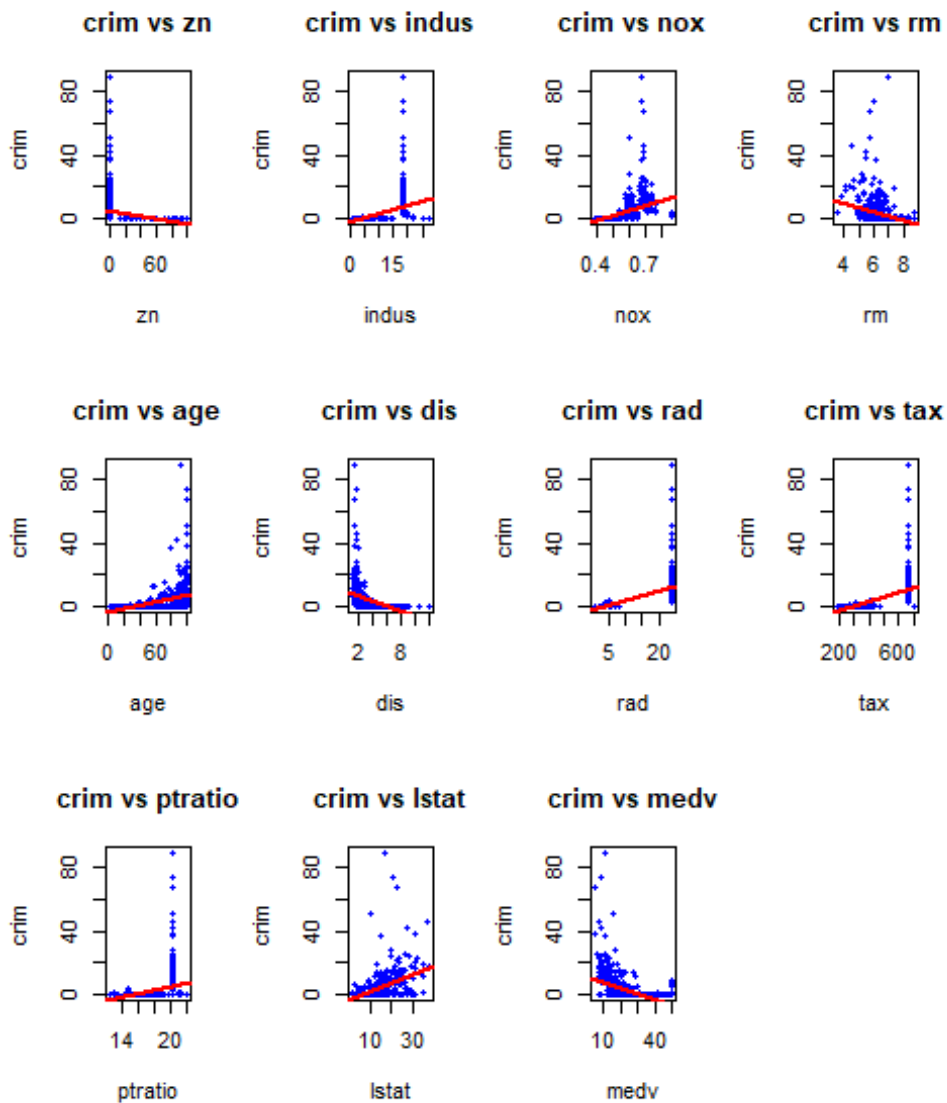 crim vs zn crim vs indus crim vs nox crim vs rm
80 80 80 80
crim crim crim crim
40 40 40 40
0 0 0 0
0 60 0 15 0.4 0.7 4 6 8
zn indus nox rm
crim vs age crim vs dis crim vs rad crim vs tax
80 80 80 80
crim crim crim crim
40 40 40 40
0 0 0 0
0 60 2 8 5 20 200 600
age dis rad tax
crim vs ptratio crim vs lstat crim vs medv
80 80 80
crim crim crim
40 40 40
0 0 0
14 20 10 30 10 40
ptratio lstat medv